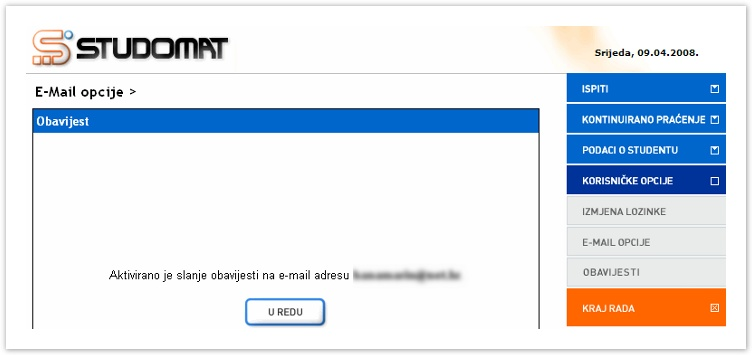 STUDOMAT
Srijeda, 09.04.2008.
E-Mail opcije >
Obavijest
Aktivirano je slanje obavijesti na e-mail adresu
U REDU
ISPITI
KONTINUIRANO PRAĆENJE
PODACI O STUDENTU
KORISNIČKE OPCIJE
IZMJENA LOZINKE
E-MAIL OPCIJE
OBAVIJESTI
KRAJ RADA